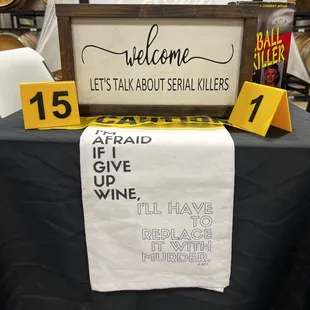 welcome
LET'S TALK ABOUT SERIAL KILLERS
BALL
KILLER
15
1
CAUTION
I'M
AFRAID
IF I
GIVE
UP
WINE,
I'LL HAVE
TO
REPLACE
IT WITH
MURDER.